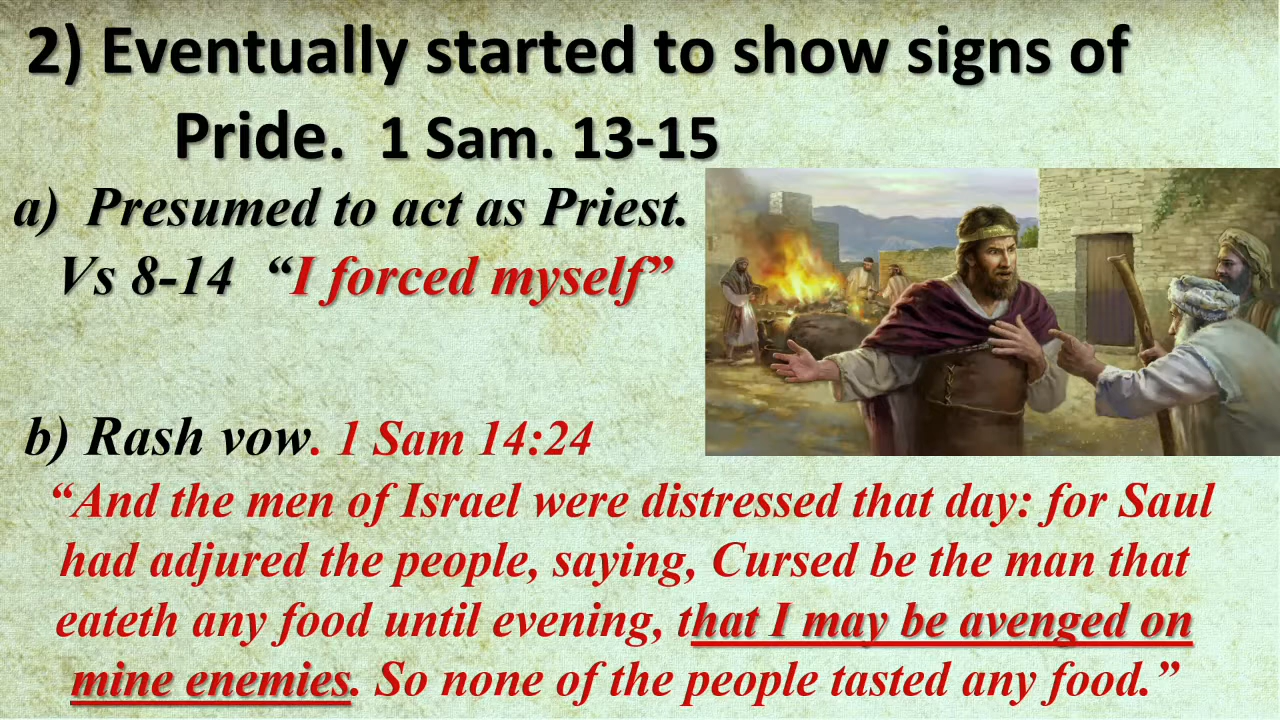 2) Eventually started to show signs of
Pride. 1 Sam. 13-15
a) Presumed to act as Priest.
Vs 8-14 “I forced myself”
b) Rash vow. 1 Sam 14:24
“And the men of Israel were distressed that day: for Saul
had adjured the people, saying, Cursed be the man that
eateth any food until evening, that I may be avenged on
mine enemies. So none of the people tasted any food.”